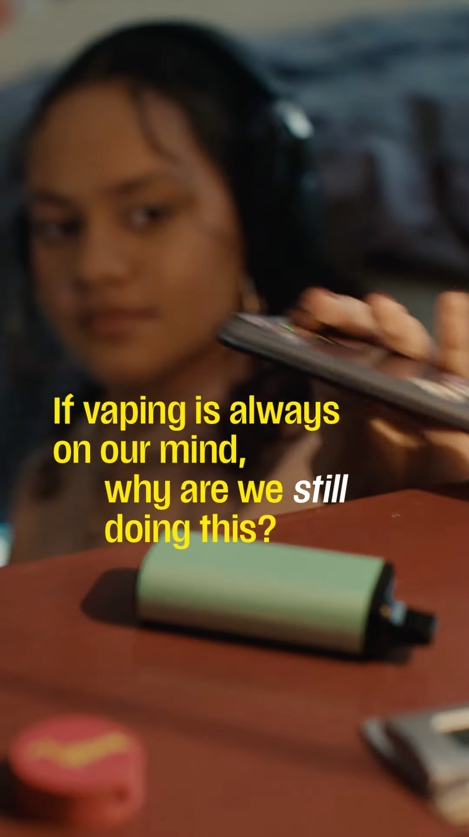 If vaping is always
on our mind,
why are we still
doing this?